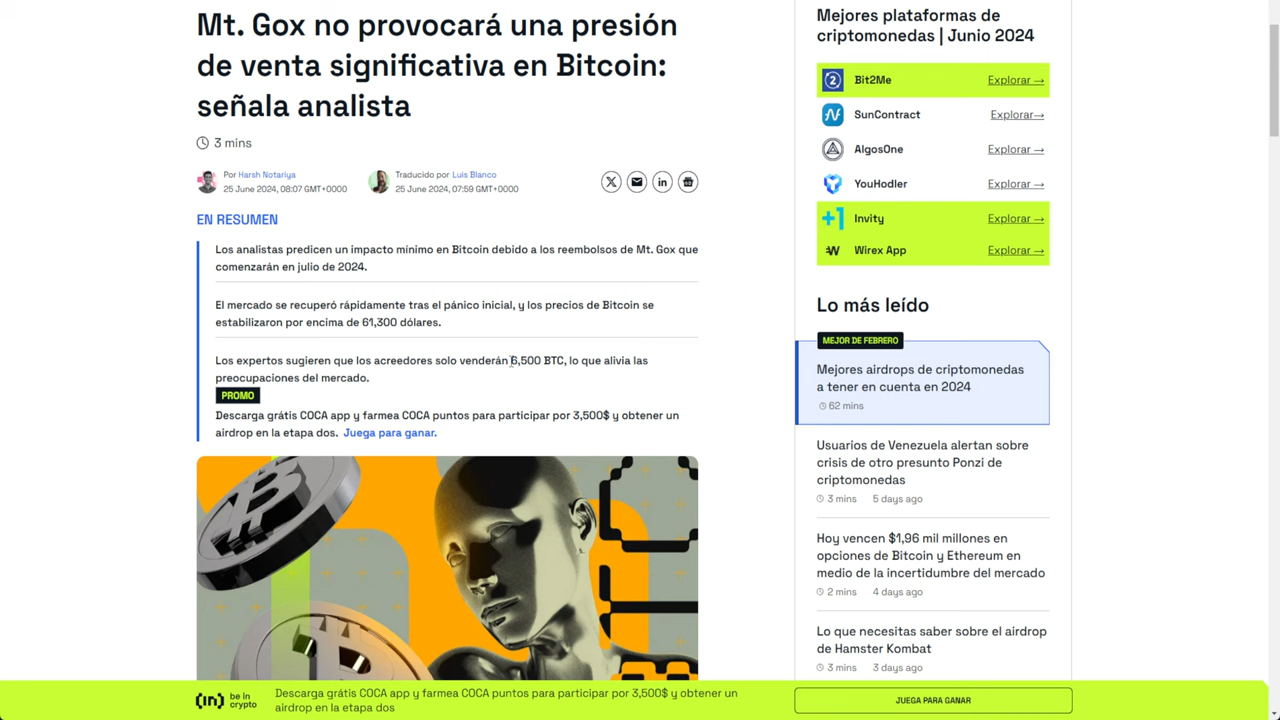 Mt. Gox no provocará una presión
de venta significativa en Bitcoin:
señala analista
3 mins
Por Harsh Notariya
25 June 2024, 08:07 GMT+0000
Traducido por Luis Blanco
25 June 2024, 07:59 GMT+0000
EN RESUMEN
Los analistas predicen un impacto mínimo en Bitcoin debido a los reembolsos de Mt. Gox que
comenzarán en julio de 2024.
El mercado se recuperó rápidamente tras el pánico inicial, y los precios de Bitcoin se
estabilizaron por encima de 61,300 dólares.
Los expertos sugieren que los acreedores solo venderán 6,500 BTC, lo que alivia las
preocupaciones del mercado.
PROMO
Descarga grátis COCA app y farmea COCA puntos para participar por 3,500$ y obtener un
airdrop en la etapa dos. Juega para ganar.
Mejores plataformas de
criptomonedas | Junio 2024
Bit2Me Explorar →
SunContract Explorar→
AlgosOne Explorar →
YouHodler Explorar →
Invity Explorar →
Wirex App Explorar →
Lo más leído
MEJOR DE FEBRERO
Mejores airdrops de criptomonedas
a tener en cuenta en 2024
62 mins
Usuarios de Venezuela alertan sobre
crisis de otro presunto Ponzi de
criptomonedas
3 mins 5 days ago
Hoy vencen $1,96 mil millones en
opciones de Bitcoin y Ethereum en
medio de la incertidumbre del mercado
2 mins 4 days ago
Lo que necesitas saber sobre el airdrop
de Hamster Kombat
3 mins 3 days ago
be in
crypto
Descarga grátis COCA app y farmea COCA puntos para participar por 3,500$ y obtener un
airdrop en la etapa dos
JUEGA PARA GANAR